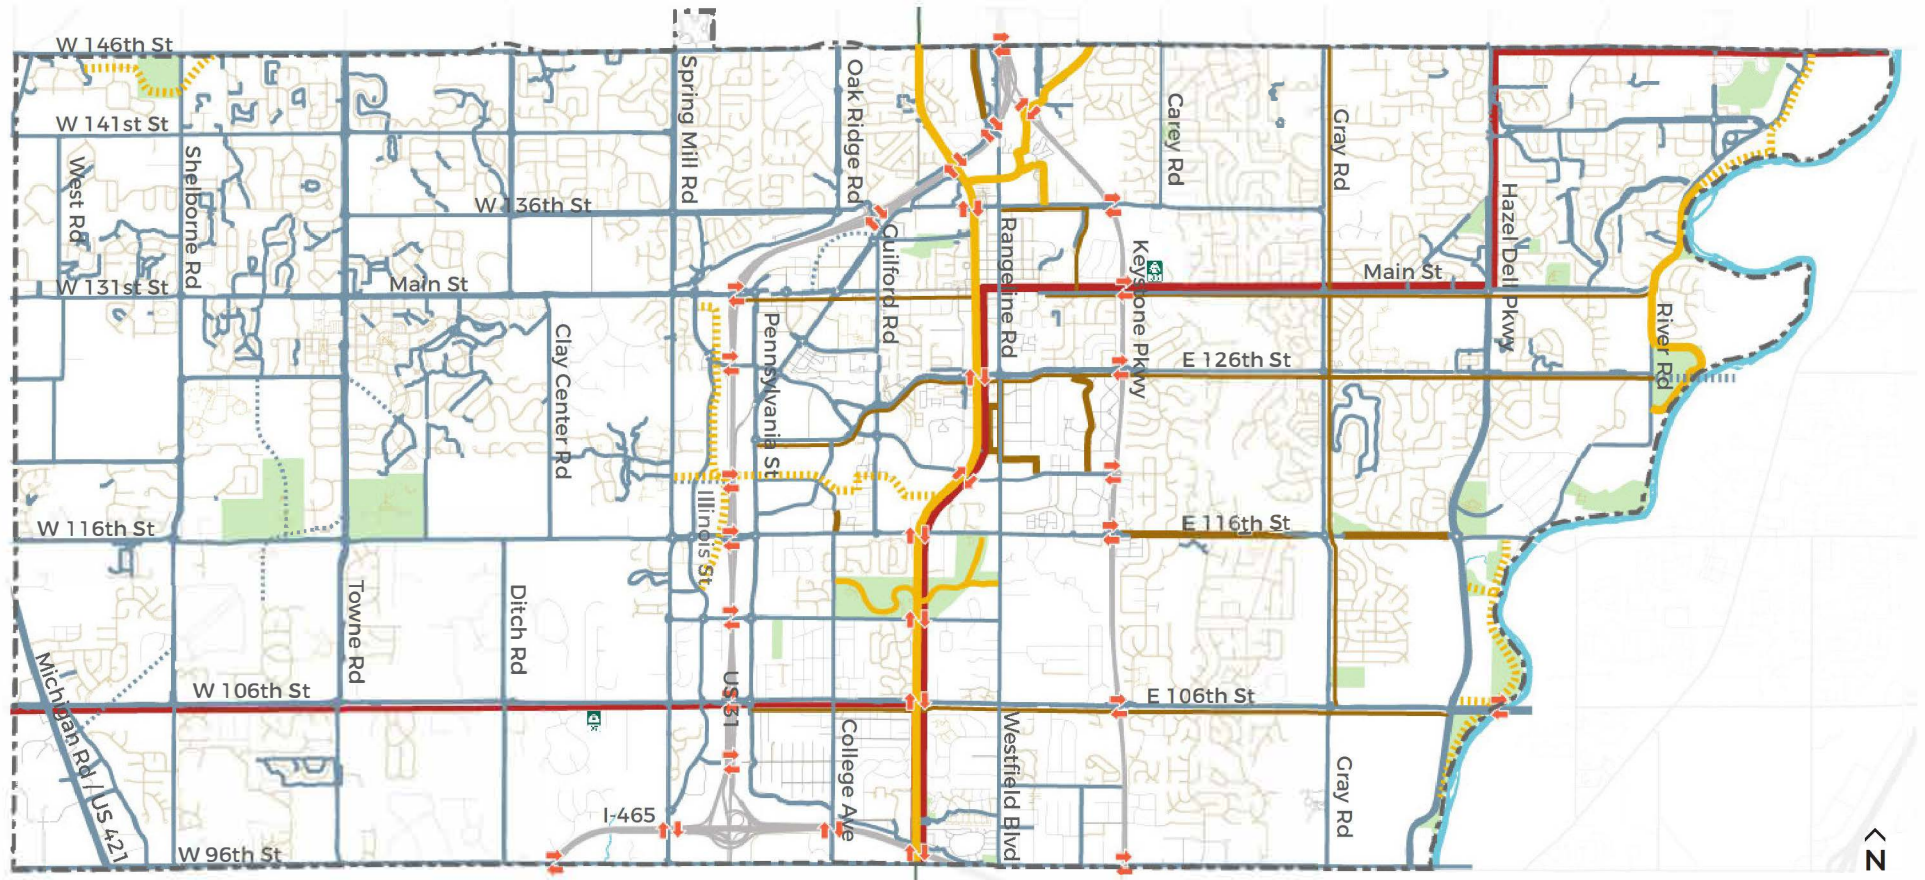 W 146th St
W 141st St
West Rd
Shelborne Rd
Spring Mill Rd
Oak Ridge Rd
Carey Rd
Gray Rd
W 136th St
Guilford Rd
Rangeline Rd
Keystone Pkwy
Hazel Dell Pkwy
Main St
W 131st St
Main St
River Rd
Clay Center Rd
Pennsylvania St
E 126th St
Illinois St
W 116th St
E 116th St
Towne Rd
Ditch Rd
Michigan Rd / US 421
W 106th St
US 31
E 106th St
College Ave
Westfield Blvd
Gray Rd
I-465
W 96th St
N